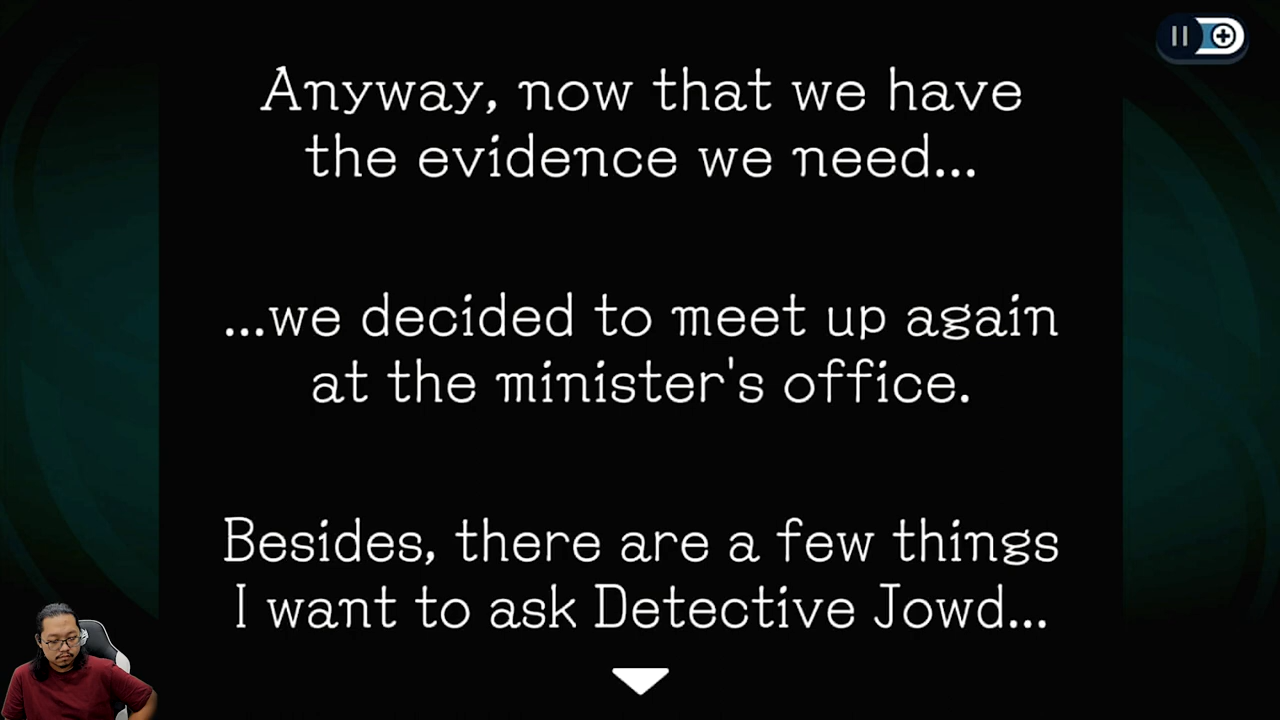 Anyway, now that we have
the evidence we need...
...we decided to meet up again
at the minister's office.
Besides, there are a few things
I want to ask Detective Jowd...